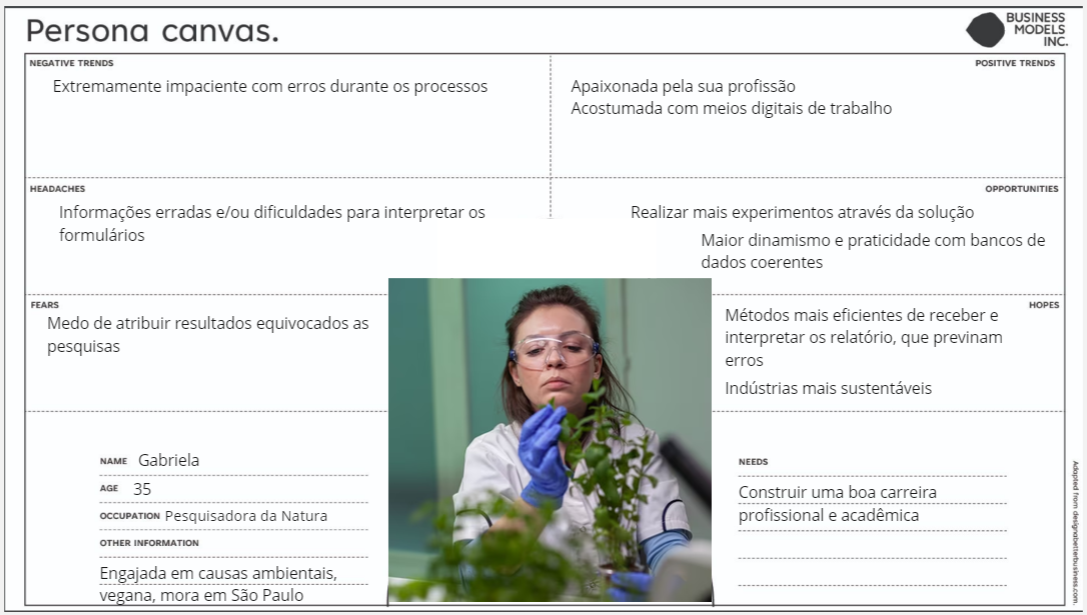 Persona canvas.
BUSINESS
MODELS
INC.
NEGATIVE TRENDS
Extremamente impaciente com erros durante os processos
POSITIVE TRENDS
Apaixonada pela sua profissão
Acostumada com meios digitais de trabalho
HEADACHES
Informações erradas e/ou dificuldades para interpretar os
formulários
OPPORTUNITIES
Realizar mais experimentos através da solução
Maior dinamismo e praticidade com bancos de
dados coerentes
FEARS
Medo de atribuir resultados equivocados as
pesquisas
HOPES
Métodos mais eficientes de receber e
interpretar os relatório, que previnam
erros
Indústrias mais sustentáveis
NAME Gabriela
AGE 35
OCCUPATION Pesquisadora da Natura
OTHER INFORMATION
Engajada em causas ambientais,
vegana, mora em São Paulo
NEEDS
Construir uma boa carreira
profissional e acadêmica
Adapted from designabetterbusiness.com